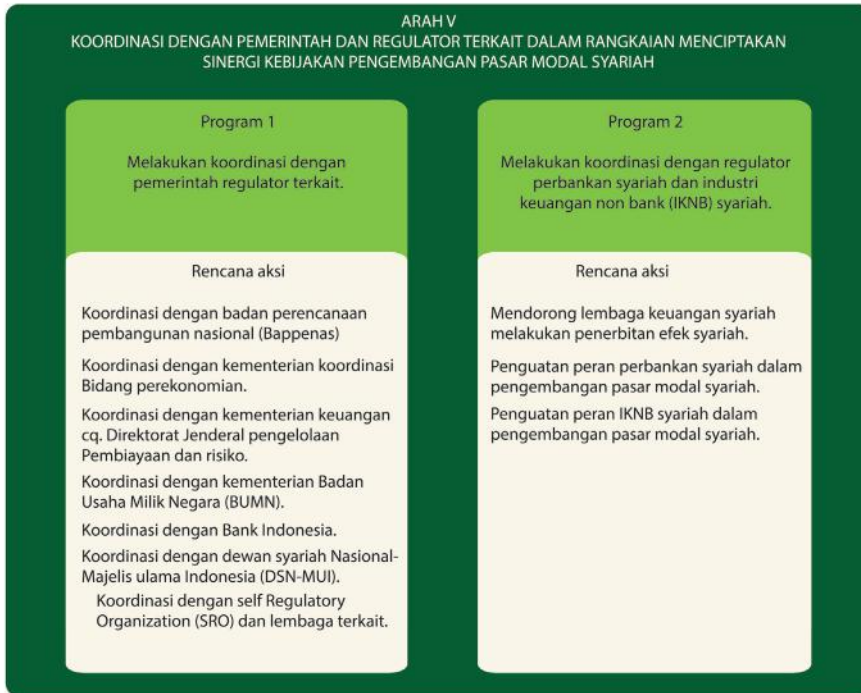 ARAH V
KOORDINASI DENGAN PEMERINTAH DAN REGULATOR TERKAIT DALAM RANGKAIAN MENCIPTAKAN
SINERGI KEBIJAKAN PENGEMBANGAN PASAR MODAL SYARIAH
Program 1
Melakukan koordinasi dengan
pemerintah regulator terkait.
Rencana aksi
Koordinasi dengan badan perencanaan
pembangunan nasional (Bappenas)
Koordinasi dengan kementerian koordinasi
Bidang perekonomian.
Koordinasi dengan kementerian keuangan
cq. Direktorat Jenderal pengelolaan
Pembiayaan dan risiko.
Koordinasi dengan kementerian Badan
Usaha Milik Negara (BUMN).
Koordinasi dengan Bank Indonesia.
Koordinasi dengan dewan syariah Nasional-
Majelis ulama Indonesia (DSN-MUI).
Koordinasi dengan self Regulatory
Organization (SRO) dan lembaga terkait.
Program 2
Melakukan koordinasi dengan regulator
perbankan syariah dan industri
keuangan non bank (IKNB) syariah.
Rencana aksi
Mendorong lembaga keuangan syariah
melakukan penerbitan efek syariah.
Penguatan peran perbankan syariah dalam
pengembangan pasar modal syariah.
Penguatan peran IKNB syariah dalam
pengembangan pasar modal syariah.